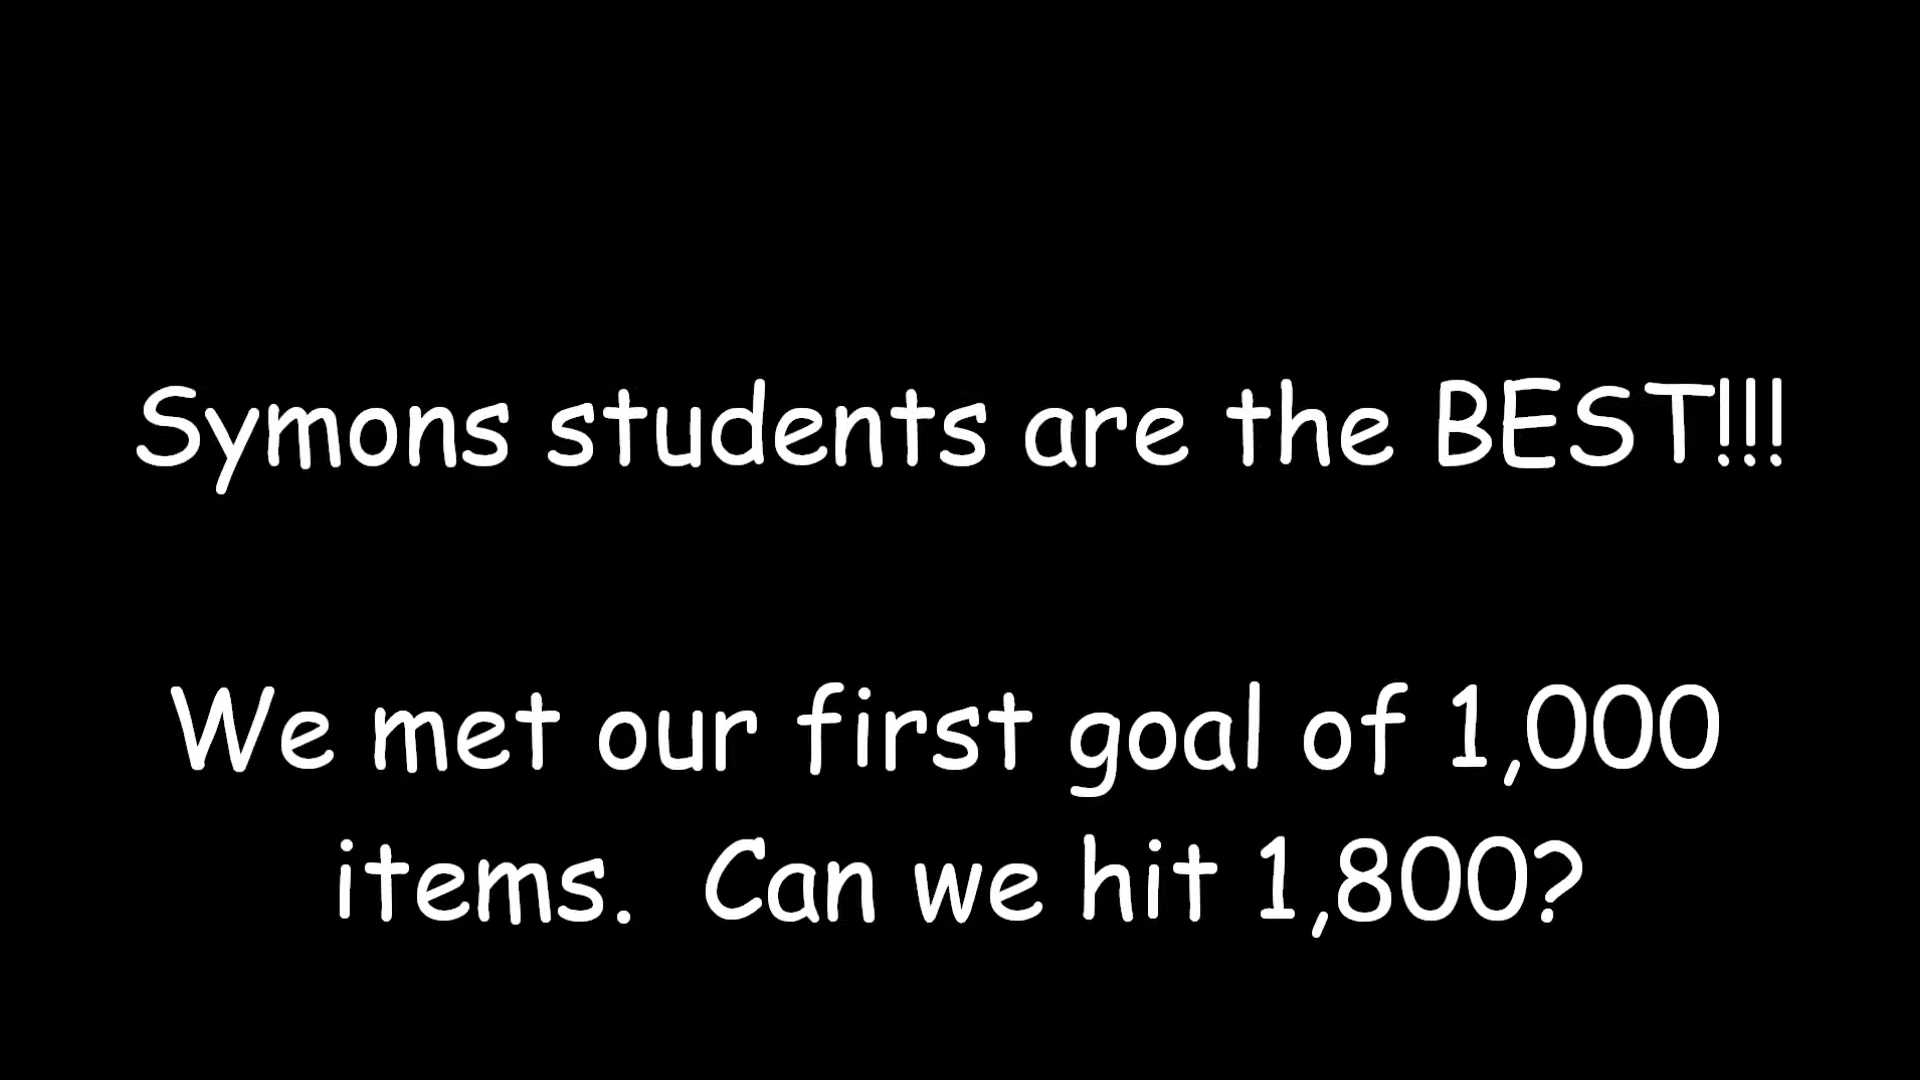 Symons students are the BEST!!!
We met our first goal of 1,000
items.  Can we hit 1,800?